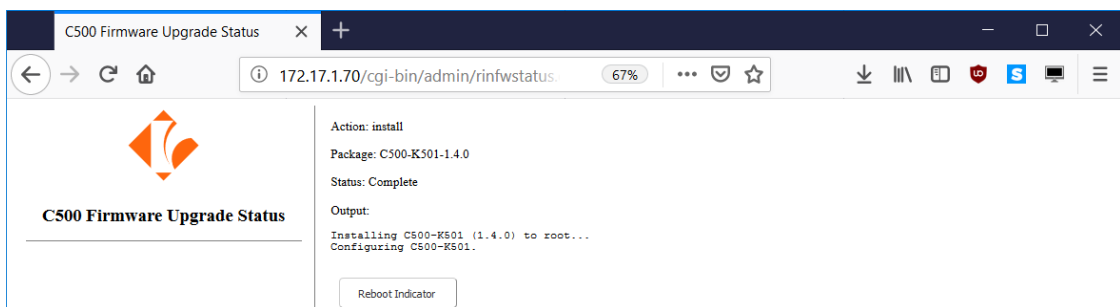 C500 Firmware Upgrade Status
172.17.1.70/cgi-bin/admin/rinfwstatus.
67%
C500 Firmware Upgrade Status
Action: install
Package: C500-K501-1.4.0
Status: Complete
Output:
Installing C500-K501 (1.4.0) to root...
Configuring C500-K501.
Reboot Indicator